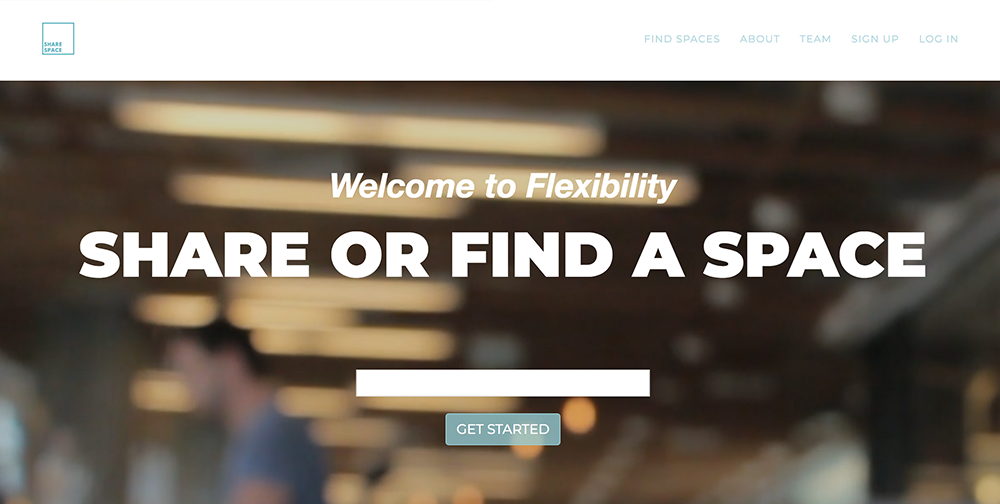 SHARE
SPACE
FIND SPACES ABOUT TEAM SIGN UP LOG IN
Welcome to Flexibility
SHARE OR FIND A SPACE
GET STARTED